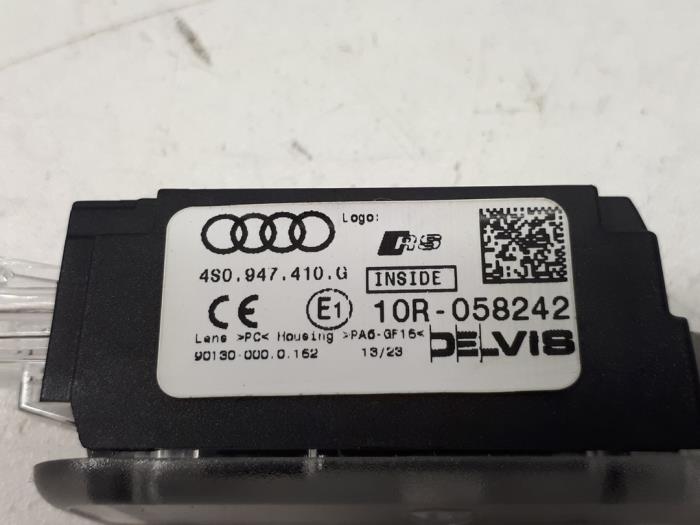 Logo:
RS
4S0.947.410.G
INSIDE
CE E1 10R-058242
Lens >PC< Housing >PA6-GF15<
90130-000.0.162 13/23
DELVIS